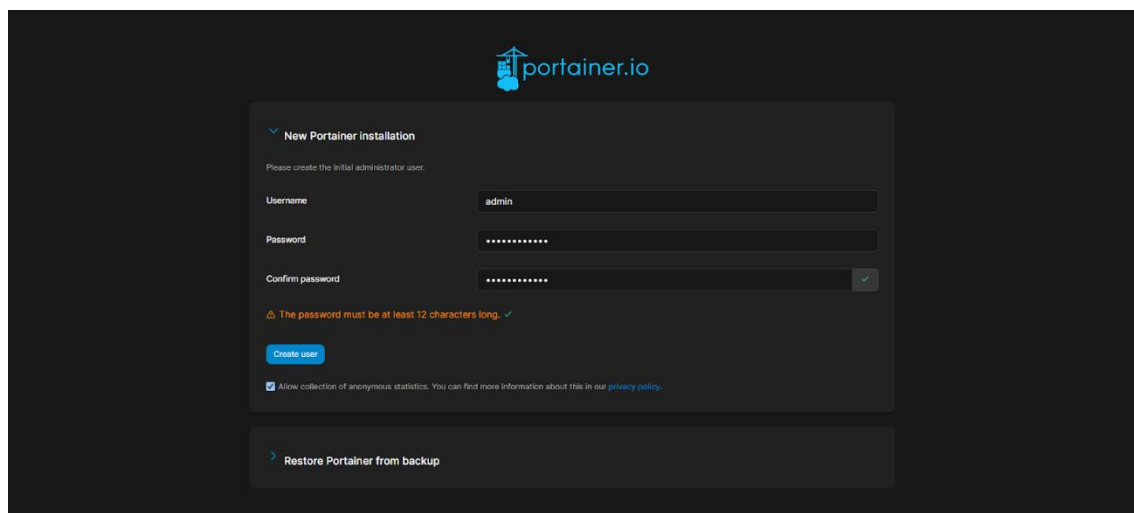 portainer.io
New Portainer installation
Please create the initial administrator user.
Username
admin
Password
••••••••••••
Confirm password
••••••••••••
The password must be at least 12 characters long.
Create user
Allow collection of anonymous statistics. You can find more information about this in our privacy policy.
Restore Portainer from backup